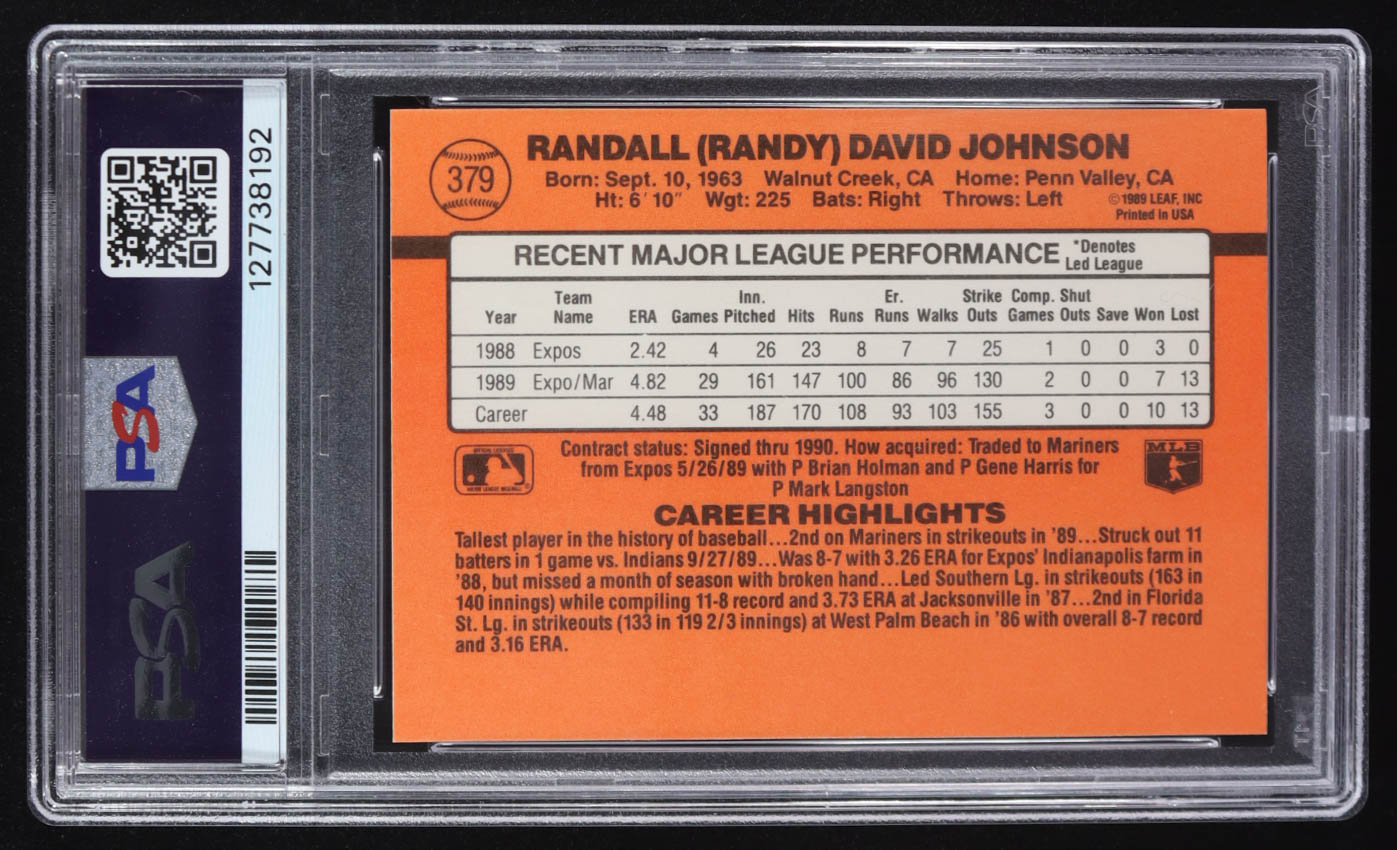 127738192
PSA
PSA
379
RANDALL (RANDY) DAVID JOHNSON
Born: Sept. 10, 1963 Walnut Creek, CA Home: Penn Valley, CA
Ht: 6' 10" Wgt: 225 Bats: Right Throws: Left
©1989 LEAF, INC
Printed in USA
RECENT MAJOR LEAGUE PERFORMANCE
*Denotes
Led League
Year Team Name ERA Games Inn. Pitched Hits Runs Er. Runs Walks Strike Outs Comp. Games Shut Outs Save Won Lost
1988 Expos 2.42 4 26 23 8 7 7 25 1 0 0 3 0
1989 Expo/Mar 4.82 29 161 147 100 86 96 130 2 0 0 7 13
Career 4.48 33 187 170 108 93 103 155 3 0 0 10 13
Contract status: Signed thru 1990. How acquired: Traded to Mariners
from Expos 5/26/89 with P Brian Holman and P Gene Harris for
P Mark Langston
MLB
CAREER HIGHLIGHTS
Tallest player in the history of baseball...2nd on Mariners in strikeouts in '89...Struck out 11
batters in 1 game vs. Indians 9/27/89...Was 8-7 with 3.26 ERA for Expos' Indianapolis farm in
'88, but missed a month of season with broken hand...Led Southern Lg. in strikeouts (163 in
140 innings) while compiling 11-8 record and 3.73 ERA at Jacksonville in '87...2nd in Florida
St. Lg. in strikeouts (133 in 119 2/3 innings) at West Palm Beach in '86 with overall 8-7 record
and 3.16 ERA.
PSA